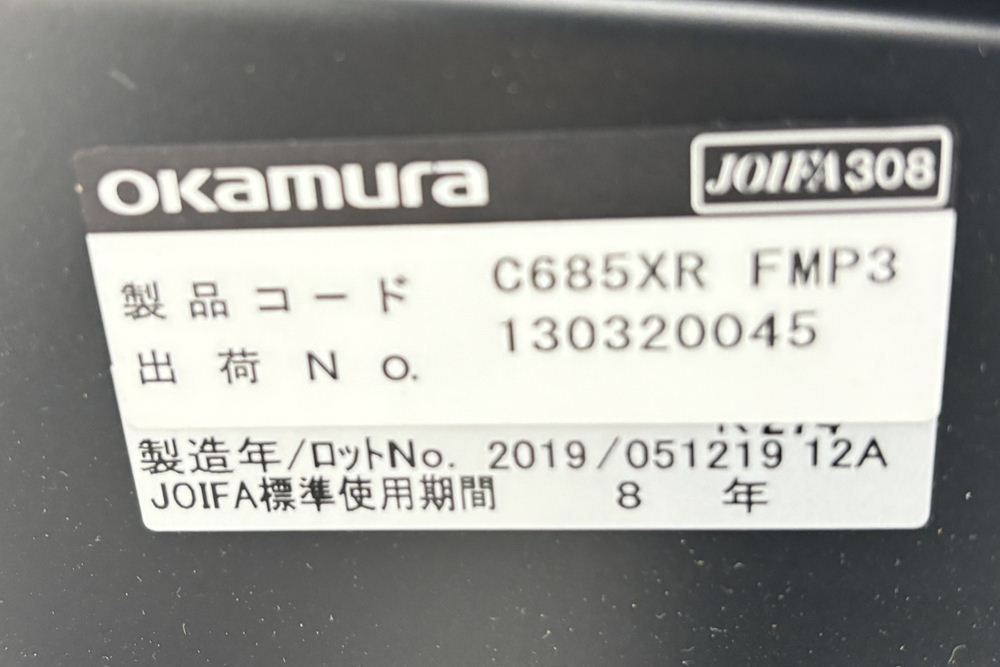 okamura
JOIFA308
製品コード C685XR FMP3
出荷No. 130320045
製造年/ロットNo. 2019/051219 12A
JOIFA標準使用期間 8年